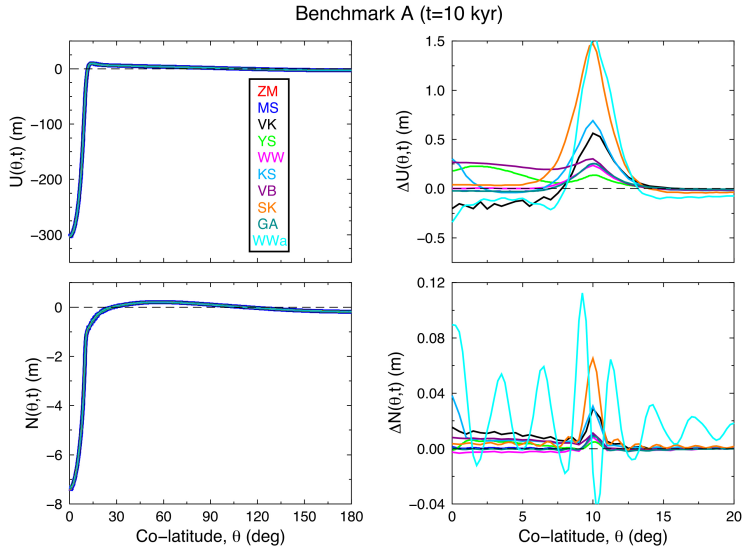 Benchmark A (t=10 kyr)
U(θ,t) (m)
0
−100
−200
−300
ZM
MS
VK
YS
WW
KS
VB
SK
GA
WWa
ΔU(θ,t) (m)
1.5
1.0
0.5
0.0
−0.5
N(θ,t) (m)
0
−2
−4
−6
−8
0 30 60 90 120 150 180
Co-latitude, θ (deg)
ΔN(θ,t) (m)
0.12
0.08
0.04
0.00
−0.04
0 5 10 15 20
Co-latitude, θ (deg)